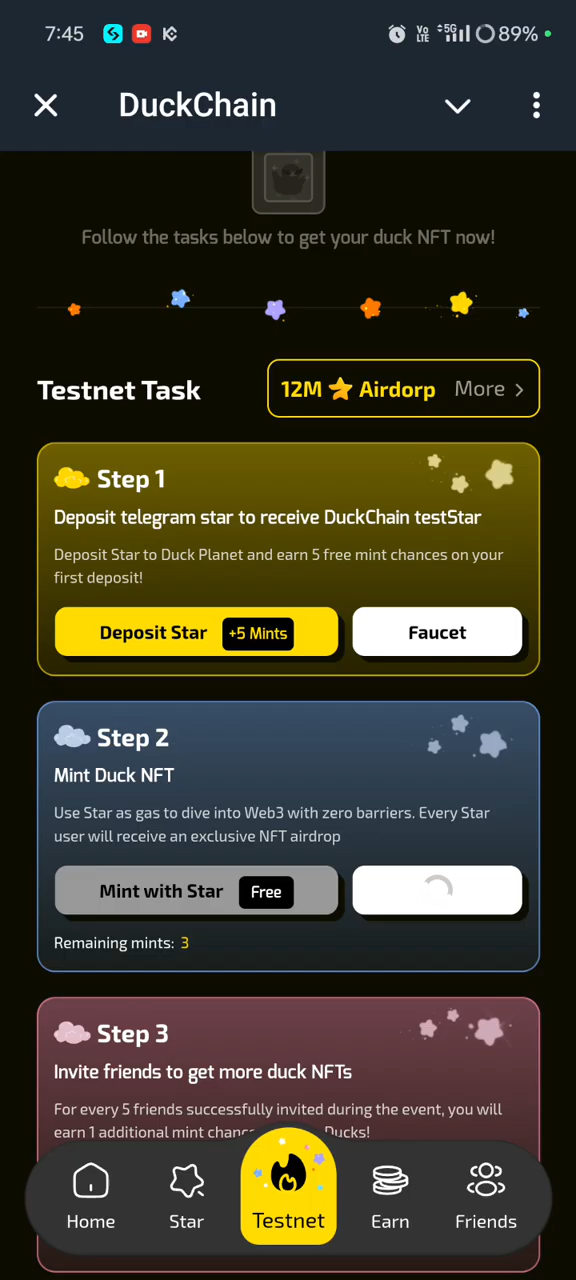 7:45
Vo LTE 5G 89%
DuckChain
Follow the tasks below to get your duck NFT now!
Testnet Task
12M Airdorp More >
Step 1
Deposit telegram star to receive DuckChain testStar
Deposit Star to Duck Planet and earn 5 free mint chances on your
first deposit!
Deposit Star +5 Mints Faucet
Step 2
Mint Duck NFT
Use Star as gas to dive into Web3 with zero barriers. Every Star
user will receive an exclusive NFT airdrop
Mint with Star Free
Remaining mints: 3
Step 3
Invite friends to get more duck NFTs
For every 5 friends successfully invited during the event, you will
earn 1 additional mint Ducks!
Home Star Testnet Earn Friends